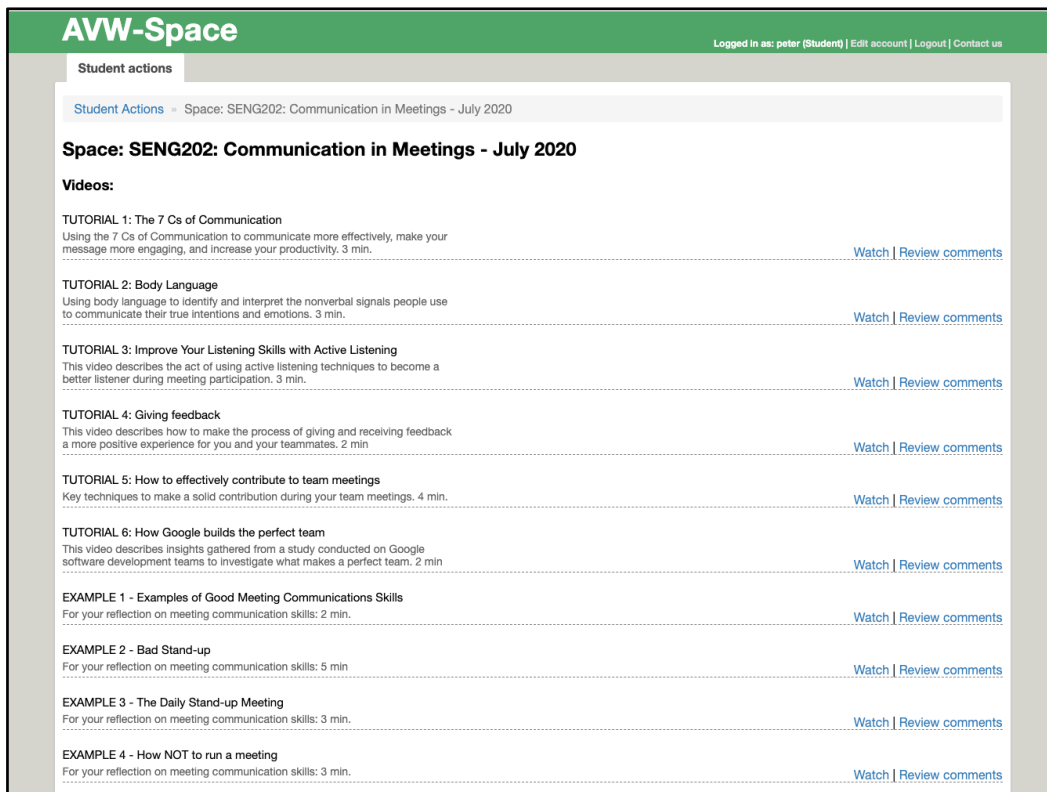 AVW-Space
Logged in as: peter (Student) | Edit account | Logout | Contact us
Student actions
Student Actions » Space: SENG202: Communication in Meetings - July 2020
Space: SENG202: Communication in Meetings - July 2020
Videos:
TUTORIAL 1: The 7 Cs of Communication
Using the 7 Cs of Communication to communicate more effectively, make your
message more engaging, and increase your productivity. 3 min.
Watch | Review comments
TUTORIAL 2: Body Language
Using body language to identify and interpret the nonverbal signals people use
to communicate their true intentions and emotions. 3 min.
Watch | Review comments
TUTORIAL 3: Improve Your Listening Skills with Active Listening
This video describes the act of using active listening techniques to become a
better listener during meeting participation. 3 min.
Watch | Review comments
TUTORIAL 4: Giving feedback
This video describes how to make the process of giving and receiving feedback
a more positive experience for you and your teammates. 2 min
Watch | Review comments
TUTORIAL 5: How to effectively contribute to team meetings
Key techniques to make a solid contribution during your team meetings. 4 min.
Watch | Review comments
TUTORIAL 6: How Google builds the perfect team
This video describes insights gathered from a study conducted on Google
software development teams to investigate what makes a perfect team. 2 min
Watch | Review comments
EXAMPLE 1 - Examples of Good Meeting Communications Skills
For your reflection on meeting communication skills: 2 min.
Watch | Review comments
EXAMPLE 2 - Bad Stand-up
For your reflection on meeting communication skills: 5 min
Watch | Review comments
EXAMPLE 3 - The Daily Stand-up Meeting
For your reflection on meeting communication skills: 3 min.
Watch | Review comments
EXAMPLE 4 - How NOT to run a meeting
For your reflection on meeting communication skills: 3 min.
Watch | Review comments